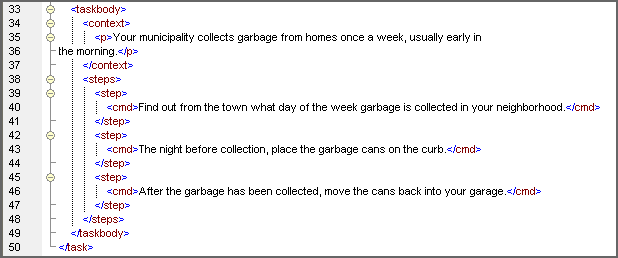 33 <taskbody>
34 <context>
35 <p>Your municipality collects garbage from homes once a week, usually early in
36 the morning.</p>
37 </context>
38 <steps>
39 <step>
40 <cmd>Find out from the town what day of the week garbage is collected in your neighborhood.</cmd>
41 </step>
42 <step>
43 <cmd>The night before collection, place the garbage cans on the curb.</cmd>
44 </step>
45 <step>
46 <cmd>After the garbage has been collected, move the cans back into your garage.</cmd>
47 </step>
48 </steps>
49 </taskbody>
50 </task>